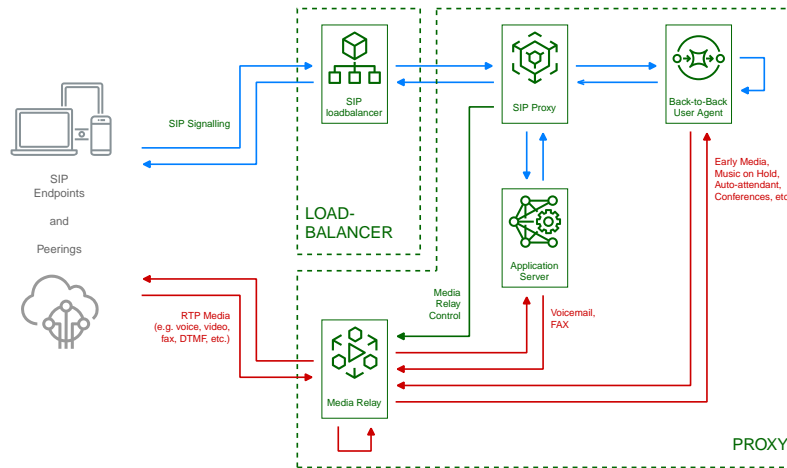 SIP Signalling
SIP
Endpoints
and
Peerings
SIP
loadbalancer
LOAD-
BALANCER
SIP Proxy
Back-to-Back
User Agent
Early Media,
Music on Hold,
Auto-attendant,
Conferences, etc
Application
Server
Media
Relay
Control
Voicemail,
FAX
RTP Media
(e.g. voice, video,
fax, DTMF, etc.)
Media Relay
PROXY